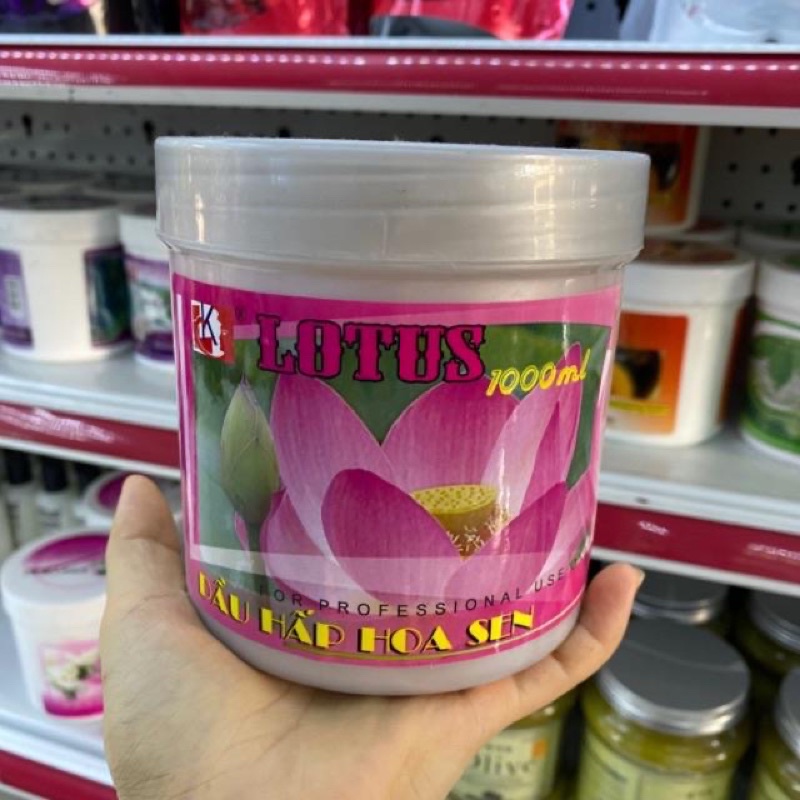 K ®
LOTUS
1000ml
FOR PROFESSIONAL USE
DẦU HẤP HOA SEN